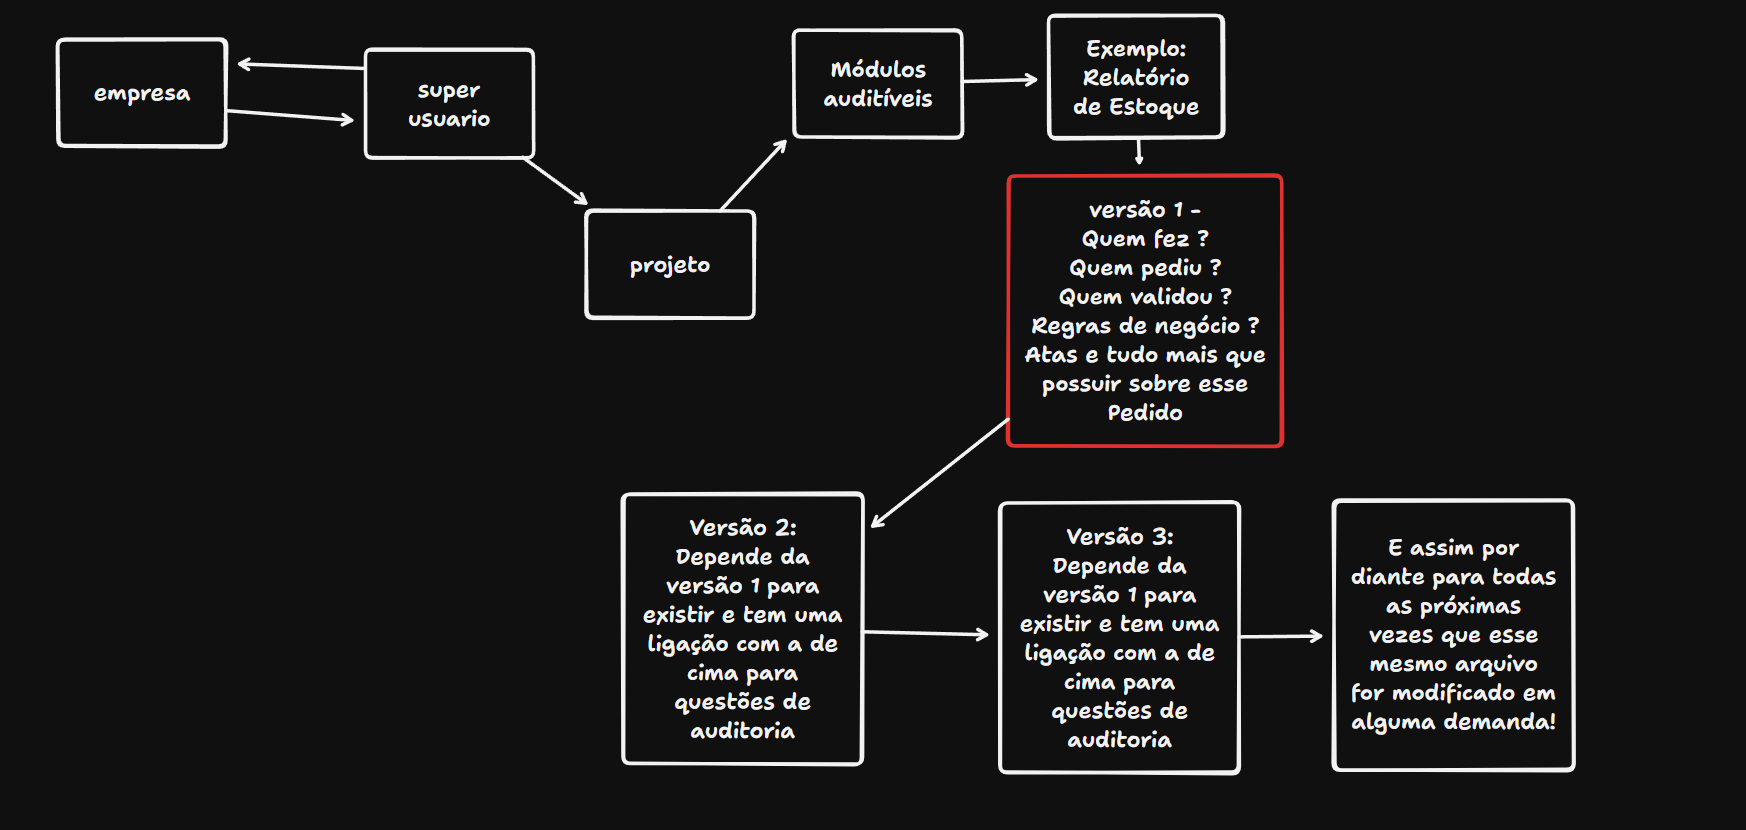 empresa
super
usuario
projeto
Módulos
auditíveis
Exemplo:
Relatório
de Estoque
versão 1 -
Quem fez ?
Quem pediu ?
Quem validou ?
Regras de negócio ?
Atas e tudo mais que
possuir sobre esse
Pedido
Versão 2:
Depende da
versão 1 para
existir e tem uma
ligação com a de
cima para
questões de
auditoria
Versão 3:
Depende da
versão 1 para
existir e tem uma
ligação com a de
cima para
questões de
auditoria
E assim por
diante para todas
as próximas
vezes que esse
mesmo arquivo
for modificado em
alguma demanda!